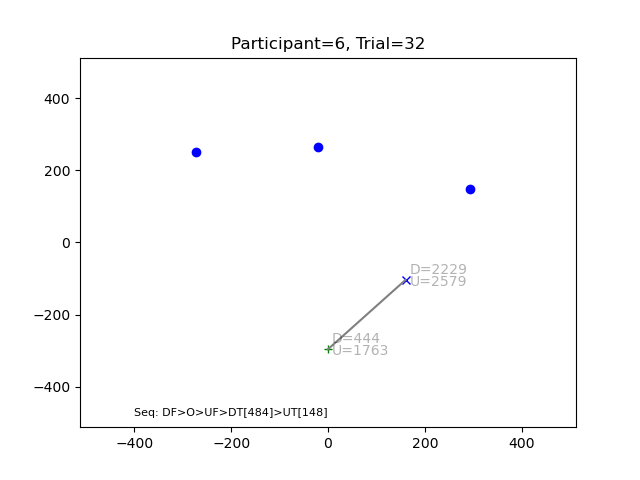 Participant=6, Trial=32
400
200
0
−200
−400
D=2229
U=2579
D=444
U=1763
Seq: DF>O>UF>DT[484]>UT[148]
−400
−200
0
200
400